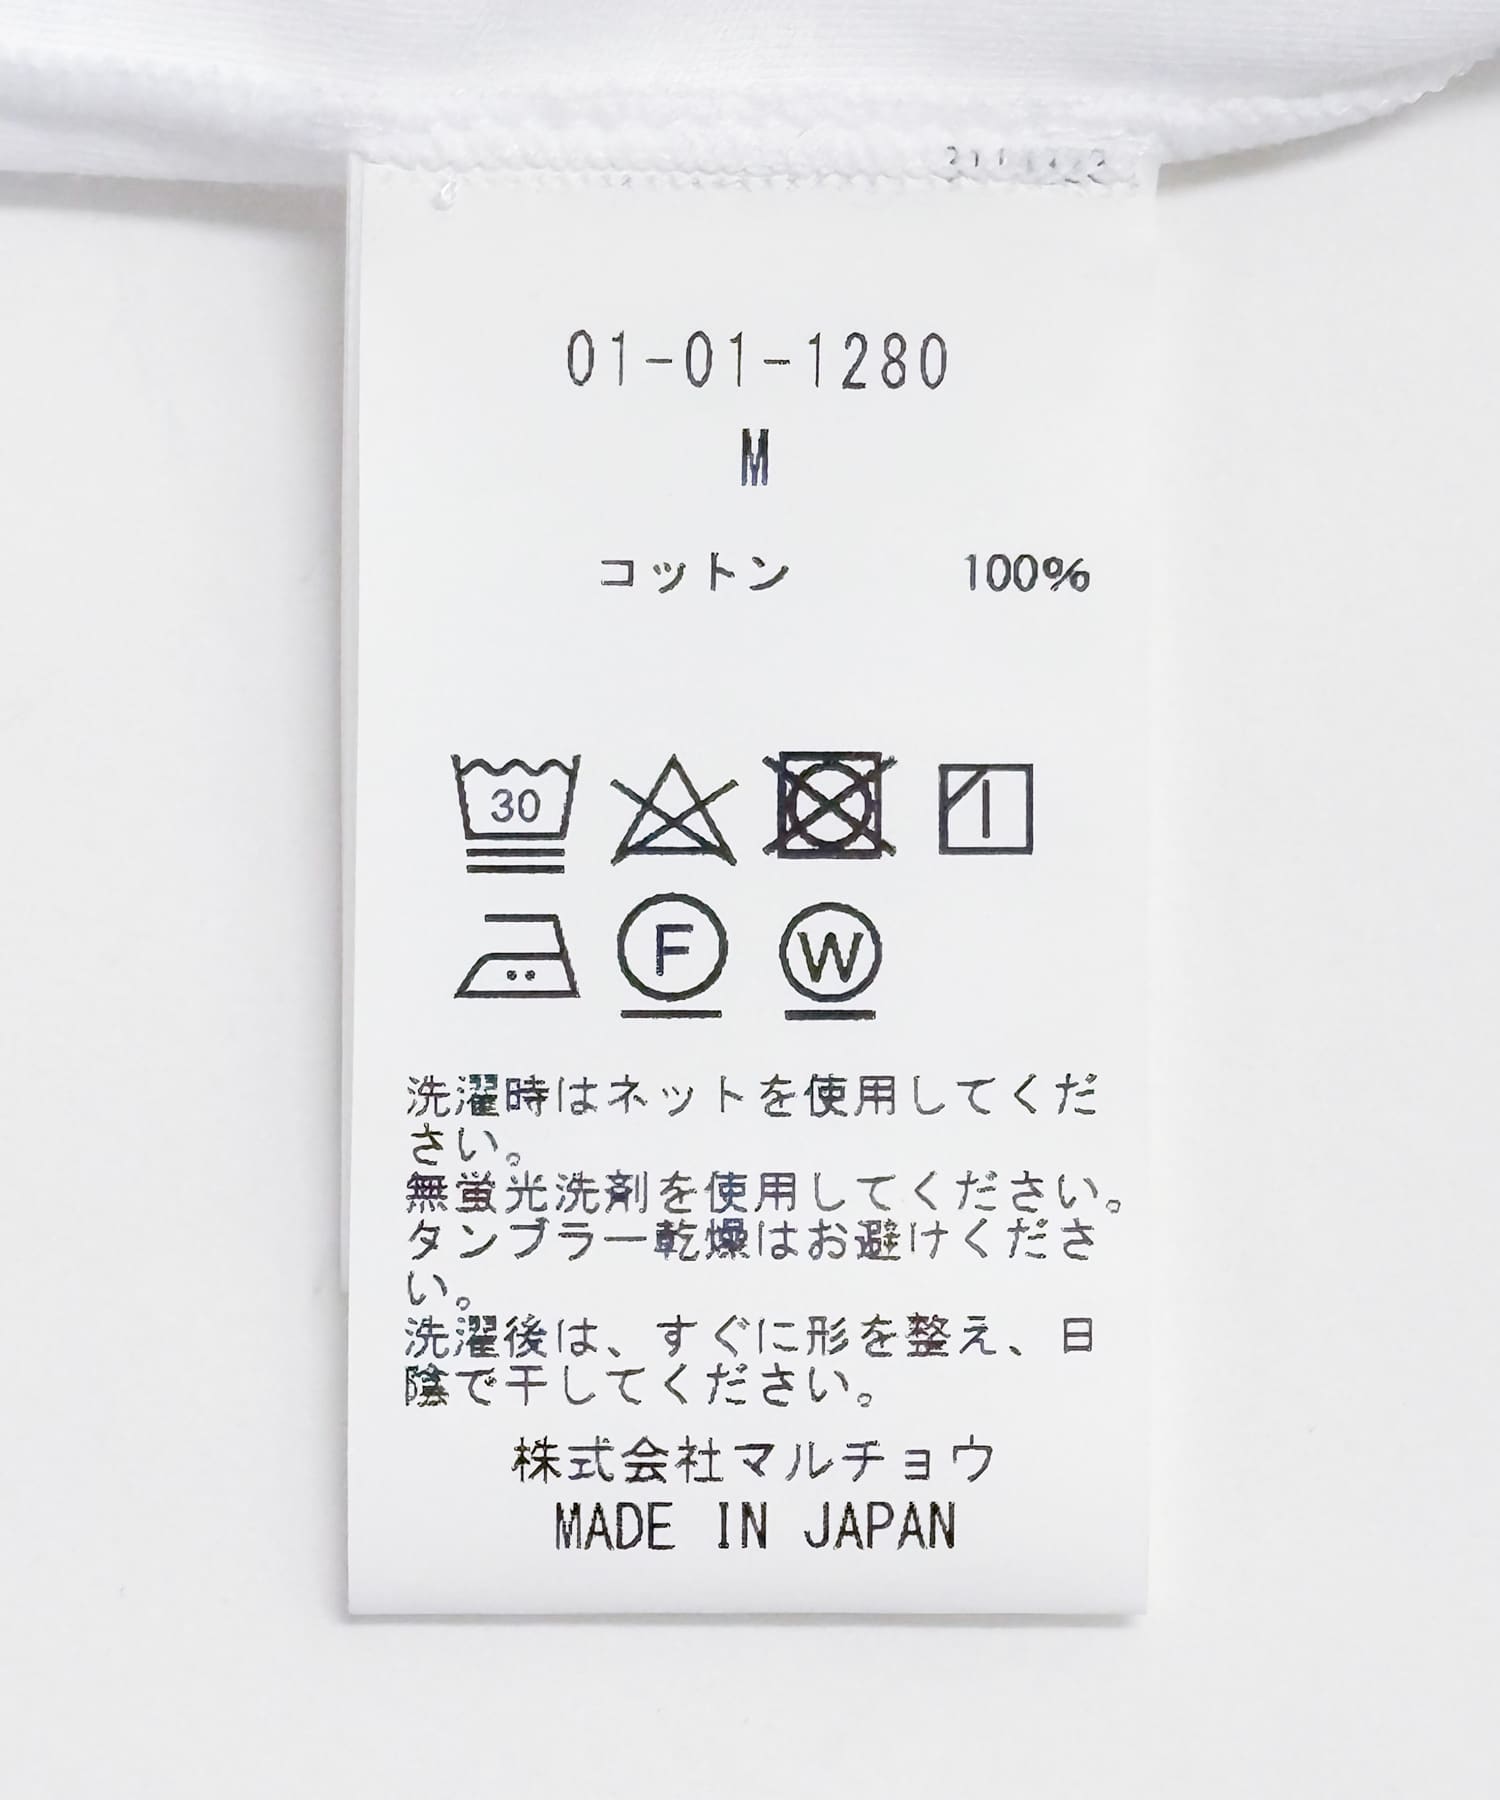 01-01-1280
M
コットン 100%
30
F W
洗濯時はネットを使用してくだ
さい。
無蛍光洗剤を使用してください。
タンブラー乾燥はお避けくださ
い。
洗濯後は、すぐに形を整え、日
陰で干してください。
株式会社マルチョウ
MADE IN JAPAN